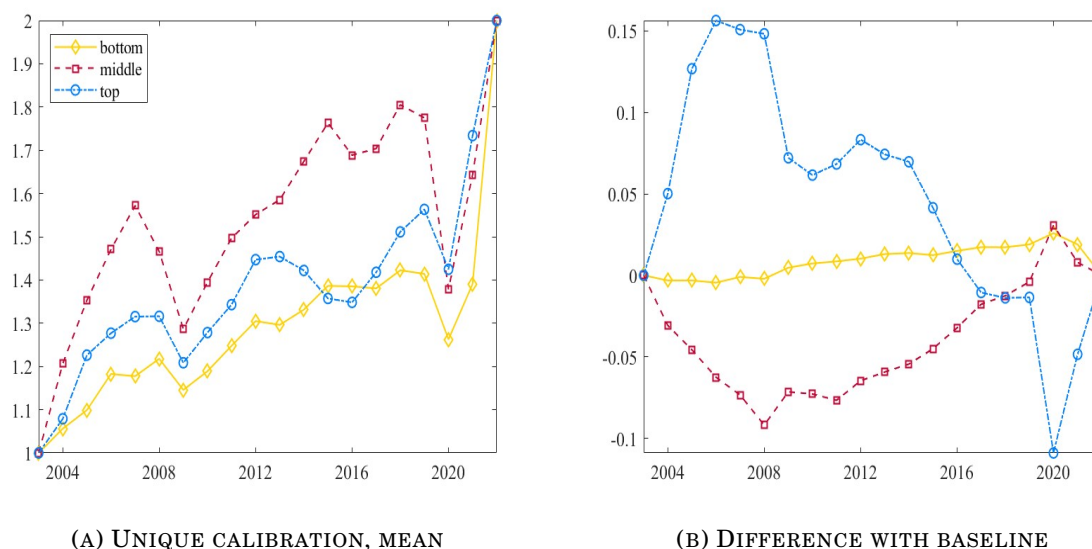 2
1.9
1.8
1.7
1.6
1.5
1.4
1.3
1.2
1.1
1
bottom
middle
top
2004 2008 2012 2016 2020
0.15
0.1
0.05
0
-0.05
-0.1
2004 2008 2012 2016 2020
(A) UNIQUE CALIBRATION, MEAN
(B) DIFFERENCE WITH BASELINE